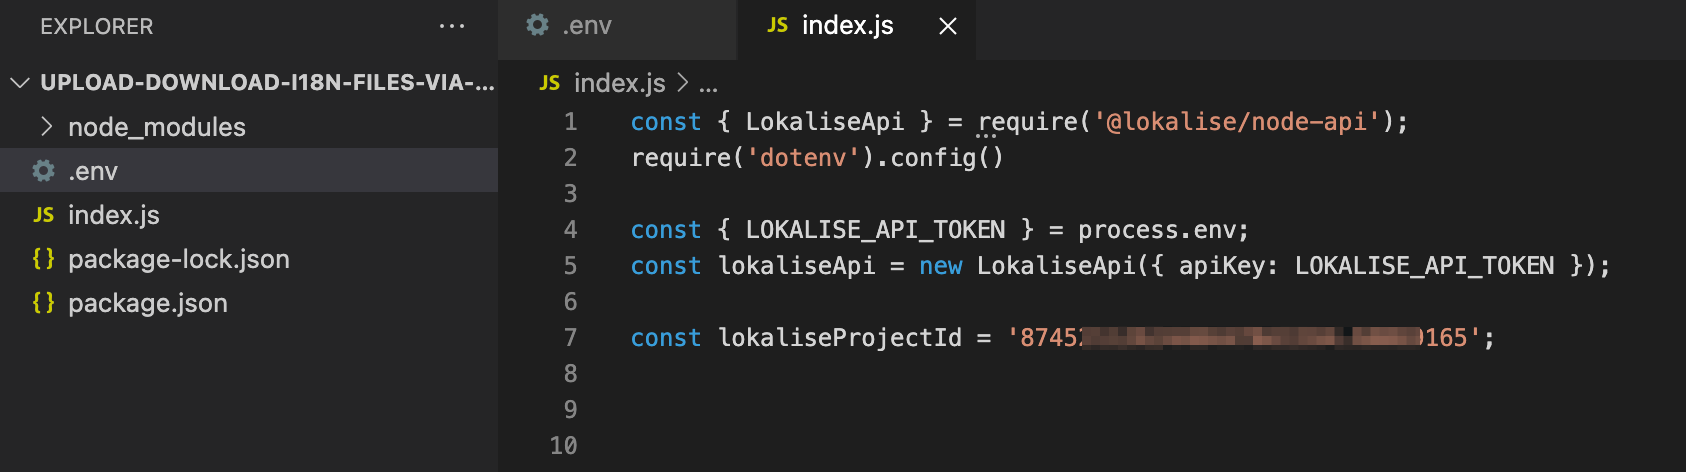 EXPLORER ...
UPLOAD-DOWNLOAD-I18N-FILES-VIA-...
node_modules
.env
JS index.js
{} package-lock.json
{} package.json
.env
JS index.js
JS index.js > ...
1 const { LokaliseApi } = require('@lokalise/node-api');
2 require('dotenv').config()
3
4 const { LOKALISE_API_TOKEN } = process.env;
5 const lokaliseApi = new LokaliseApi({ apiKey: LOKALISE_API_TOKEN });
6
7 const lokaliseProjectId = '8745 165';
8
9
10